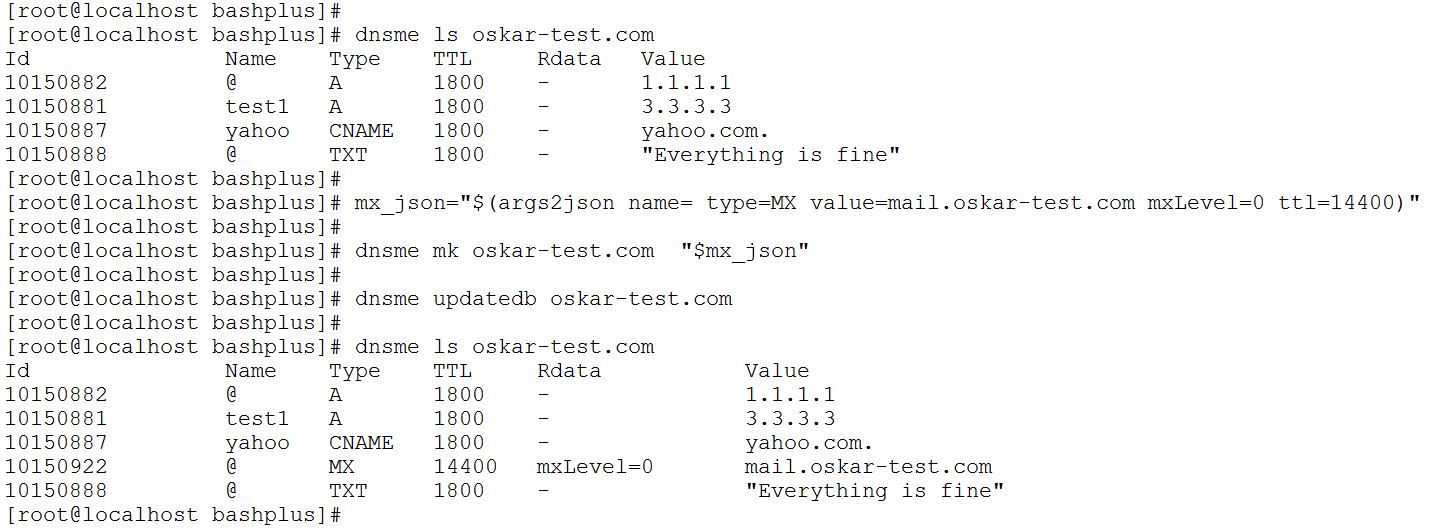 [root@localhost bashplus]#
[root@localhost bashplus]# dnsme ls oskar-test.com
Id                Name    Type    TTL     Rdata   Value
10150882          @       A       1800    -       1.1.1.1
10150881          test1   A       1800    -       3.3.3.3
10150887          yahoo   CNAME   1800    -       yahoo.com.
10150888          @       TXT     1800    -       "Everything is fine"
[root@localhost bashplus]#
[root@localhost bashplus]# mx_json="$(args2json name= type=MX value=mail.oskar-test.com mxLevel=0 ttl=14400)"
[root@localhost bashplus]#
[root@localhost bashplus]# dnsme mk oskar-test.com  "$mx_json"
[root@localhost bashplus]#
[root@localhost bashplus]# dnsme updatedb oskar-test.com
[root@localhost bashplus]#
[root@localhost bashplus]# dnsme ls oskar-test.com
Id                Name    Type    TTL     Rdata           Value
10150882          @       A       1800    -               1.1.1.1
10150881          test1   A       1800    -               3.3.3.3
10150887          yahoo   CNAME   1800    -               yahoo.com.
10150922          @       MX      14400   mxLevel=0       mail.oskar-test.com
10150888          @       TXT     1800    -               "Everything is fine"
[root@localhost bashplus]#